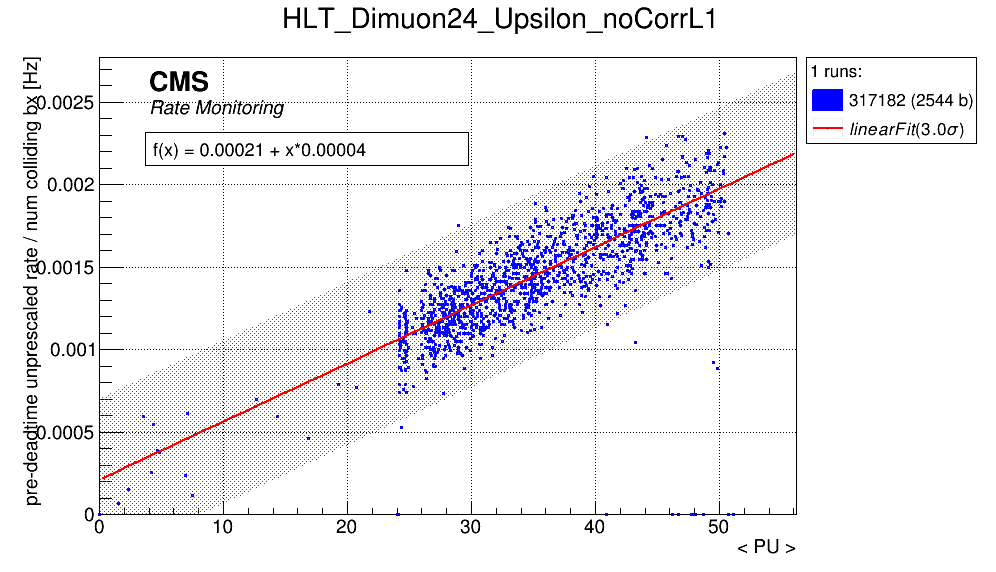 HLT_Dimuon24_Upsilon_noCorrL1
pre-deadtime unprescaled rate / num colliding bx [Hz]
CMS
Rate Monitoring
f(x) = 0.00021 + x*0.00004
1 runs:
317182 (2544 b)
linearFit(3.0σ)
0.0025
0.002
0.0015
0.001
0.0005
0
0 10 20 30 40 50
< PU >